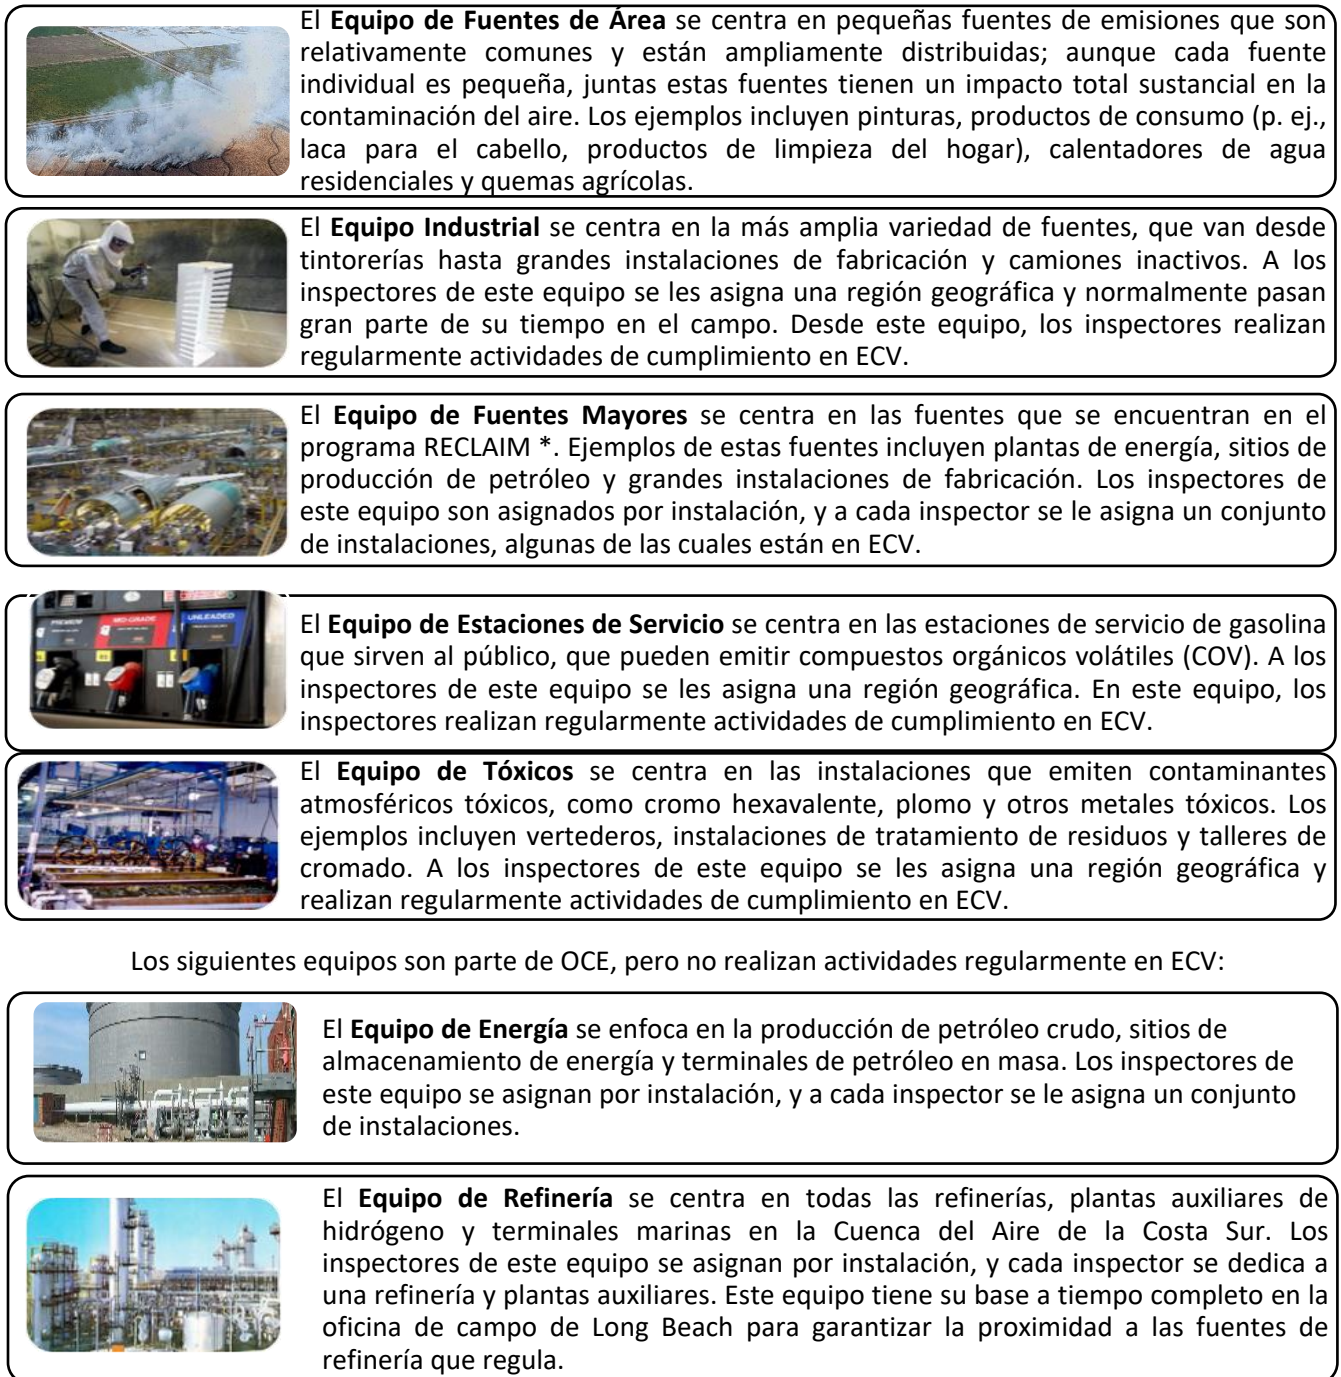 El Equipo de Fuentes de Área se centra en pequeñas fuentes de emisiones que son
relativamente comunes y están ampliamente distribuidas; aunque cada fuente
individual es pequeña, juntas estas fuentes tienen un impacto total sustancial en la
contaminación del aire. Los ejemplos incluyen pinturas, productos de consumo (p. ej.,
laca para el cabello, productos de limpieza del hogar), calentadores de agua
residenciales y quemas agrícolas.
El Equipo Industrial se centra en la más amplia variedad de fuentes, que van desde
tintorerías hasta grandes instalaciones de fabricación y camiones inactivos. A los
inspectores de este equipo se les asigna una región geográfica y normalmente pasan
gran parte de su tiempo en el campo. Desde este equipo, los inspectores realizan
regularmente actividades de cumplimiento en ECV.
El Equipo de Fuentes Mayores se centra en las fuentes que se encuentran en el
programa RECLAIM *. Ejemplos de estas fuentes incluyen plantas de energía, sitios de
producción de petróleo y grandes instalaciones de fabricación. Los inspectores de
este equipo son asignados por instalación, y a cada inspector se le asigna un conjunto
de instalaciones, algunas de las cuales están en ECV.
MID-GRADE
UNLEADED
El Equipo de Estaciones de Servicio se centra en las estaciones de servicio de gasolina
que sirven al público, que pueden emitir compuestos orgánicos volátiles (COV). A los
inspectores de este equipo se les asigna una región geográfica. En este equipo, los
inspectores realizan regularmente actividades de cumplimiento en ECV.
El Equipo de Tóxicos se centra en las instalaciones que emiten contaminantes
atmosféricos tóxicos, como cromo hexavalente, plomo y otros metales tóxicos. Los
ejemplos incluyen vertederos, instalaciones de tratamiento de residuos y talleres de
cromado. A los inspectores de este equipo se les asigna una región geográfica y
realizan regularmente actividades de cumplimiento en ECV.
Los siguientes equipos son parte de OCE, pero no realizan actividades regularmente en ECV:
El Equipo de Energía se enfoca en la producción de petróleo crudo, sitios de
almacenamiento de energía y terminales de petróleo en masa. Los inspectores de
este equipo se asignan por instalación, y a cada inspector se le asigna un conjunto
de instalaciones.
El Equipo de Refinería se centra en todas las refinerías, plantas auxiliares de
hidrógeno y terminales marinas en la Cuenca del Aire de la Costa Sur. Los
inspectores de este equipo se asignan por instalación, y cada inspector se dedica a
una refinería y plantas auxiliares. Este equipo tiene su base a tiempo completo en la
oficina de campo de Long Beach para garantizar la proximidad a las fuentes de
refinería que regula.